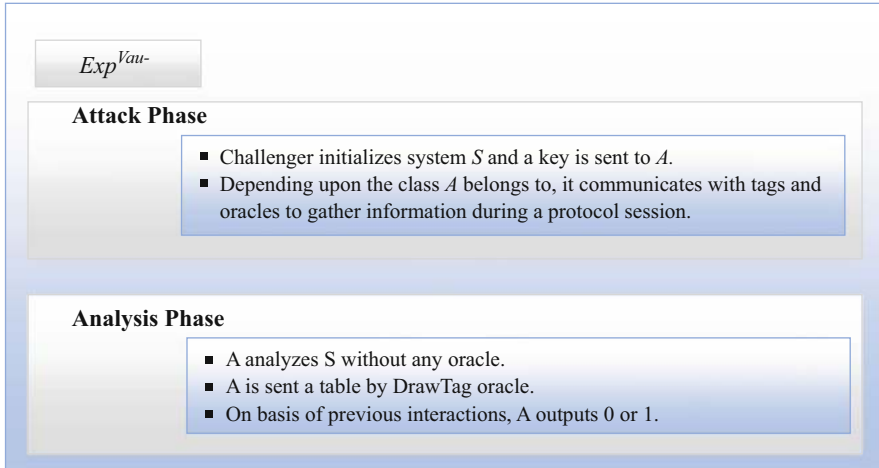 Exp^Vau-
Attack Phase
▪ Challenger initializes system S and a key is sent to A.
▪ Depending upon the class A belongs to, it communicates with tags and
oracles to gather information during a protocol session.
Analysis Phase
▪ A analyzes S without any oracle.
▪ A is sent a table by DrawTag oracle.
▪ On basis of previous interactions, A outputs 0 or 1.